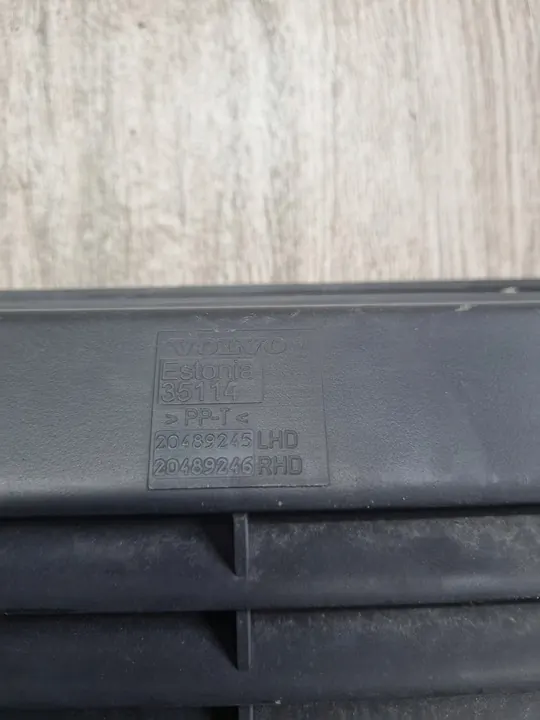 VOLVO
Estonia
35114
> PP-T <
20489245 LHD
20489246 RHD